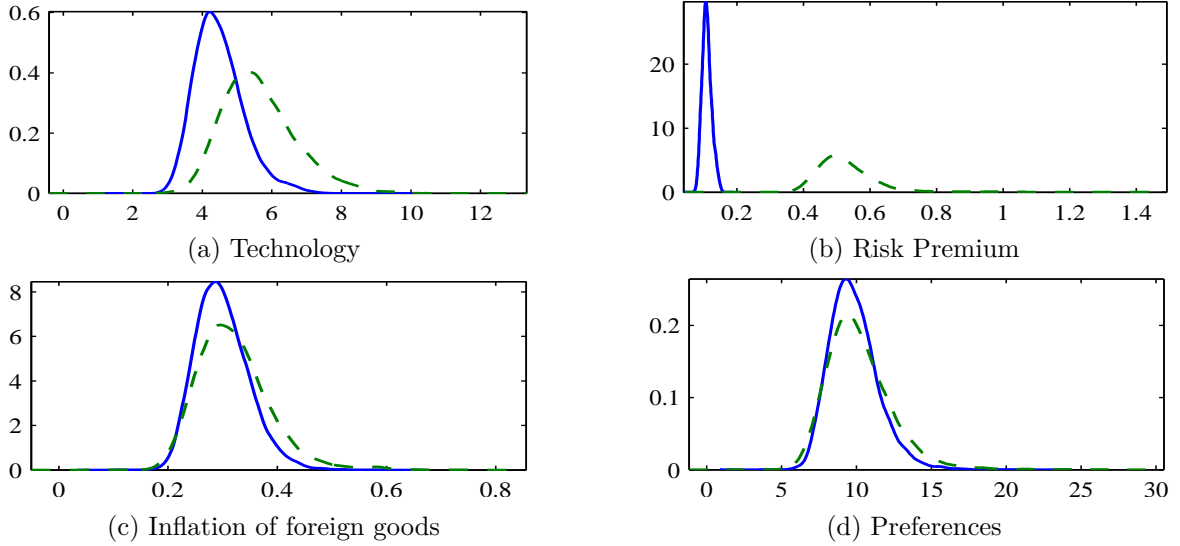 0.6
0.4
0.2
0
0 2 4 6 8 10 12
(a) Technology
20
10
0
0.2 0.4 0.6 0.8 1 1.2 1.4
(b) Risk Premium
8
6
4
2
0
0 0.2 0.4 0.6 0.8
(c) Inflation of foreign goods
0.2
0.1
0
0 5 10 15 20 25 30
(d) Preferences